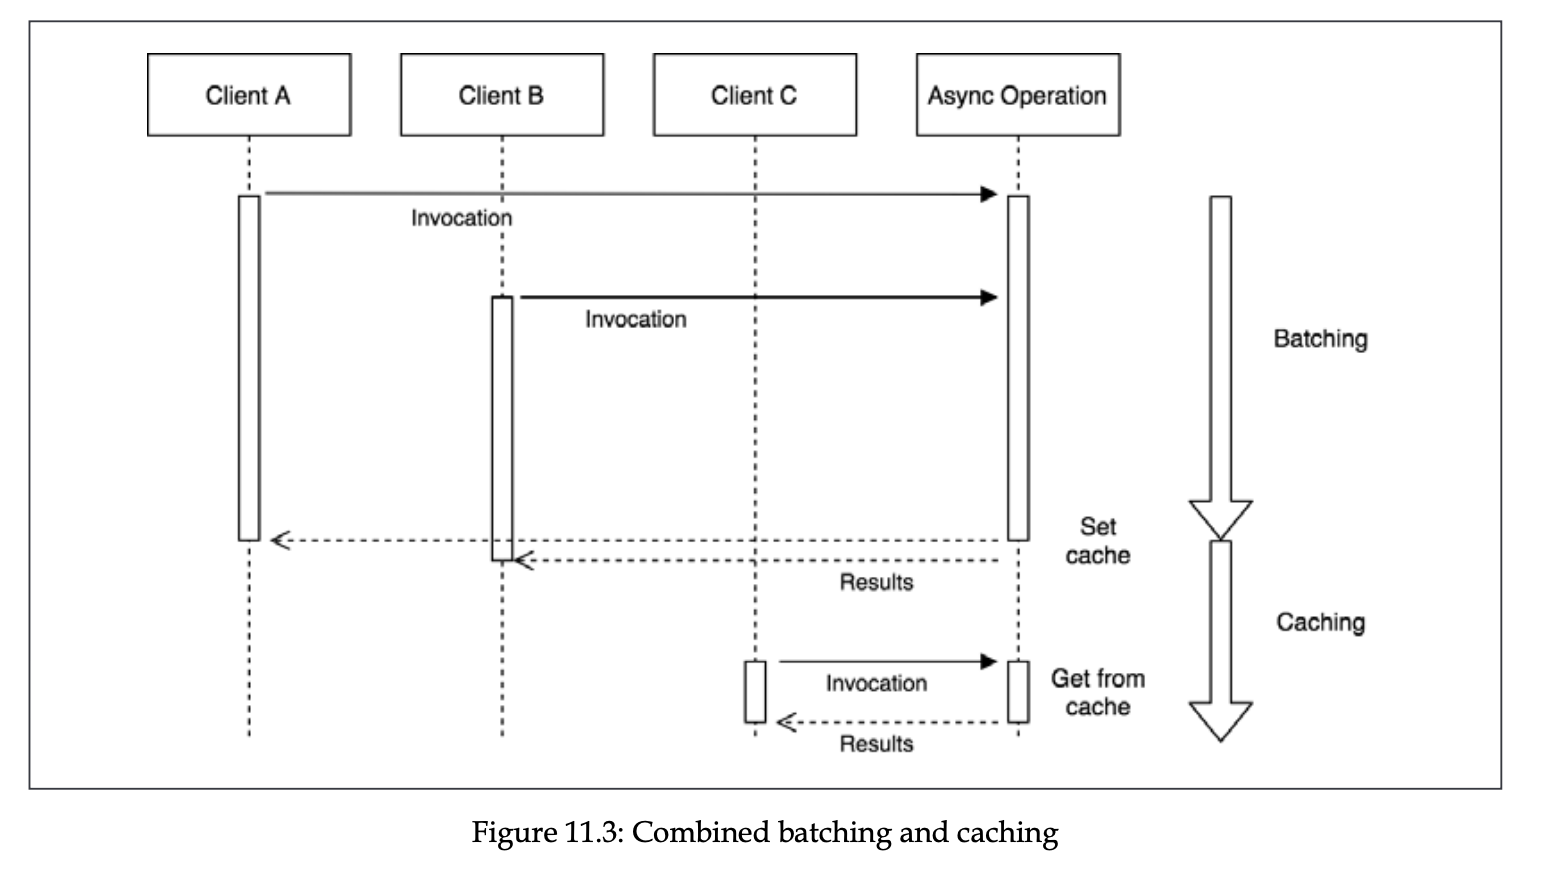 Client A
Client B
Client C
Async Operation
Invocation
Invocation
Batching
Set
cache
Results
Caching
Invocation
Get from
cache
Results
Figure 11.3: Combined batching and caching